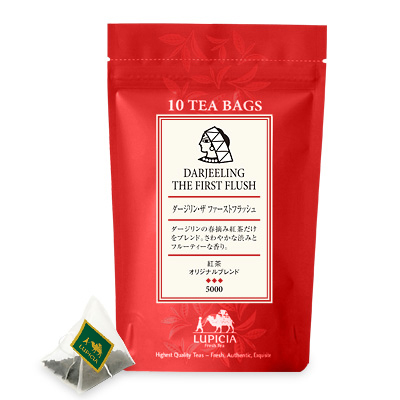 10 TEA BAGS
DARJEELING
THE FIRST FLUSH
ダージリン・ザ ファーストフラッシュ
ダージリンの春摘み紅茶だけ
をブレンド。さわやかな渋みと
フルーティーな香り。
紅茶
オリジナルブレンド
5000
LUPICIA
Fresh Tea
Highest Quality Teas – Fresh, Authentic, Exquisite
LUPICIA